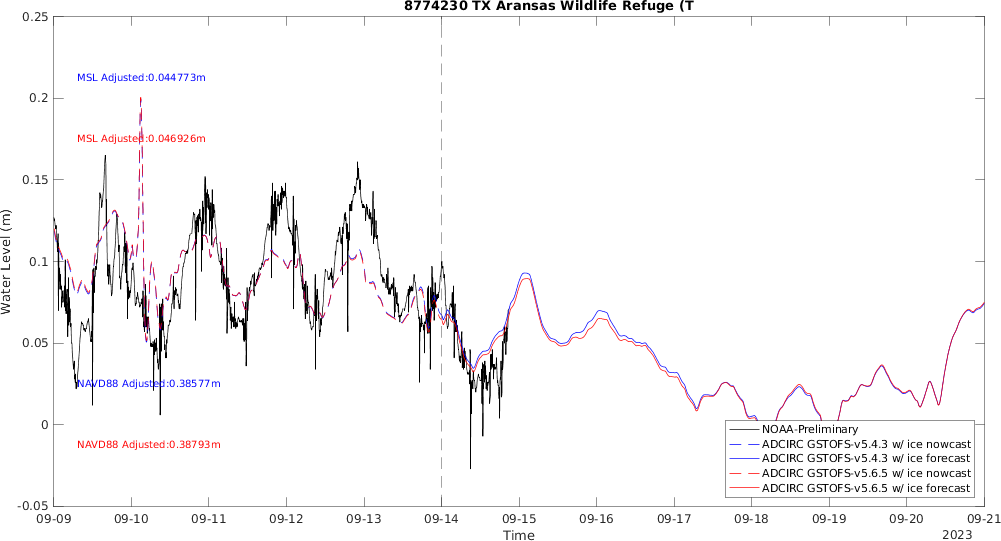 8774230 TX Aransas Wildlife Refuge (T
0.25
0.2
0.15
0.1
0.05
0
-0.05
Water Level (m)
MSL Adjusted:0.044773m
MSL Adjusted:0.046926m
NAVD88 Adjusted:0.38577m
NAVD88 Adjusted:0.38793m
NOAA-Preliminary
ADCIRC GSTOFS-v5.4.3 w/ ice nowcast
ADCIRC GSTOFS-v5.4.3 w/ ice forecast
ADCIRC GSTOFS-v5.6.5 w/ ice nowcast
ADCIRC GSTOFS-v5.6.5 w/ ice forecast
09-09 09-10 09-11 09-12 09-13 09-14 09-15 09-16 09-17 09-18 09-19 09-20 09-21
Time
2023